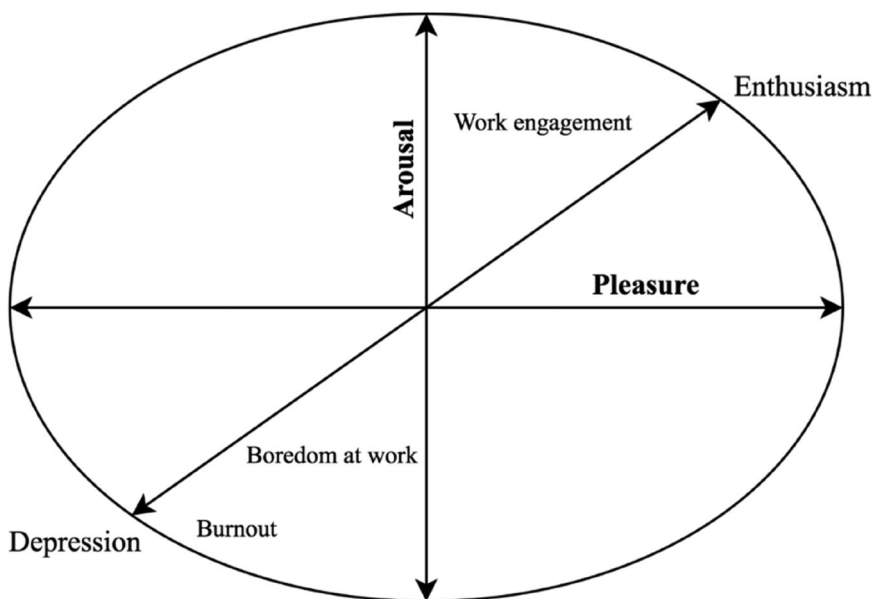 Enthusiasm
Work engagement
Arousal
Pleasure
Boredom at work
Burnout
Depression